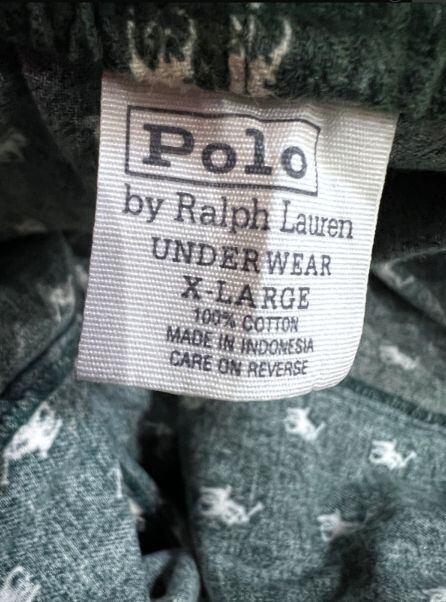 Polo
by Ralph Lauren
UNDERWEAR
X-LARGE
100% COTTON
MADE IN INDONESIA
CARE ON REVERSE